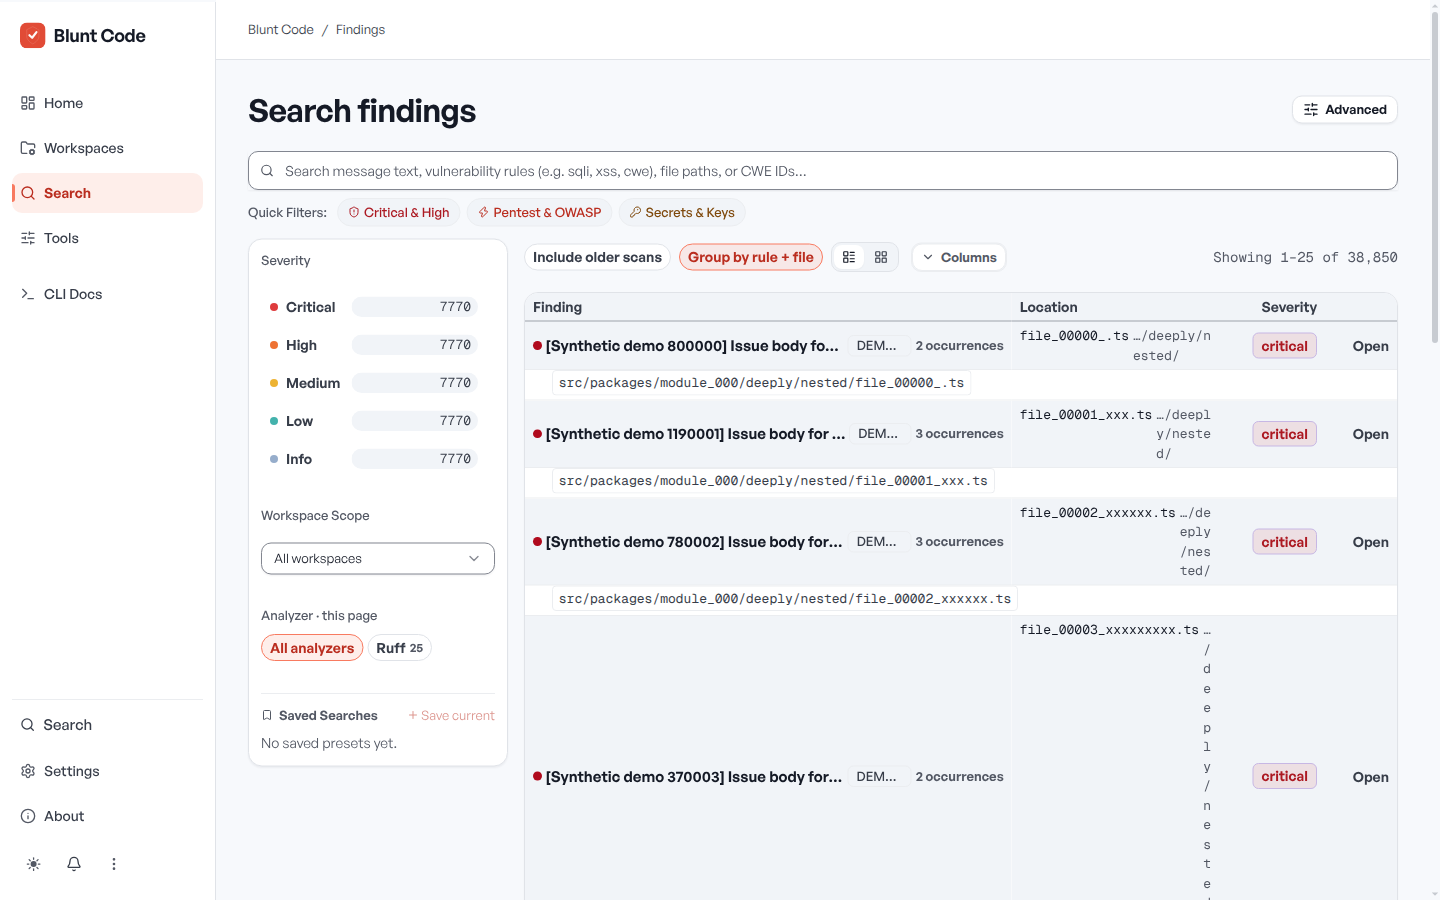 Blunt Code
Home
Workspaces
Search
Tools
CLI Docs
Search
Settings
About
Blunt Code / Findings
Search findings
Advanced
Search message text, vulnerability rules (e.g. sqli, xss, cwe), file paths, or CWE IDs...
Quick Filters: Critical & High Pentest & OWASP Secrets & Keys
Severity
Critical 7770
High 7770
Medium 7770
Low 7770
Info 7770
Workspace Scope
All workspaces
Analyzer · this page
All analyzers Ruff 25
Saved Searches + Save current
No saved presets yet.
Include older scans Group by rule + file Columns Showing 1–25 of 38,850
Finding Location Severity
[Synthetic demo 800000] Issue body fo... DEM... 2 occurrences file_00000_.ts …/deeply/n
ested/
critical Open
src/packages/module_000/deeply/nested/file_00000_.ts
[Synthetic demo 1190001] Issue body for ... DEM... 3 occurrences file_00001_xxx.ts …/deepl
y/neste
d/
critical Open
src/packages/module_000/deeply/nested/file_00001_xxx.ts
[Synthetic demo 780002] Issue body for... DEM... 3 occurrences file_00002_xxxxxx.ts …/de
eply
/nes
ted/
critical Open
src/packages/module_000/deeply/nested/file_00002_xxxxxx.ts
[Synthetic demo 370003] Issue body for... DEM... 2 occurrences file_00003_xxxxxxxxx.ts …
/
d
e
e
p
l
y
/
n
e
s
t
e
critical Open